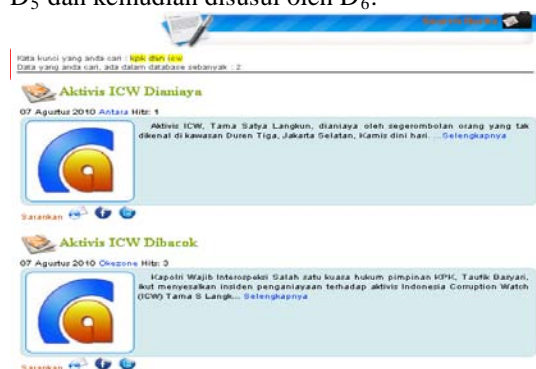 D5 dan kemudian disusul oleh D6.
Search Results
Kata kunci yang anda cari : kpk dan icw
Data yang anda cari, ada dalam database sebanyak : 2
Aktivis ICW Dianiaya
07 Agustus 2010 Antara Hits: 1
Aktivis ICW, Tama Satya Langkun, dianiaya oleh segerombolan orang yang tak
dikenal di kawasan Duren Tiga, Jakarta Selatan, Kamis dini hari. ...Selengkapnya
Sarankan
Aktivis ICW Dibacok
07 Agustus 2010 Okezone Hits: 3
Kapolri Wajib Interospeksi Salah satu kuasa hukum pimpinan KPK, Taufik Basyari,
ikut menyesalkan insiden penganiayaan terhadap aktivis Indonesia Corruption Watch
(ICW) Tama S Langk... Selengkapnya
Sarankan